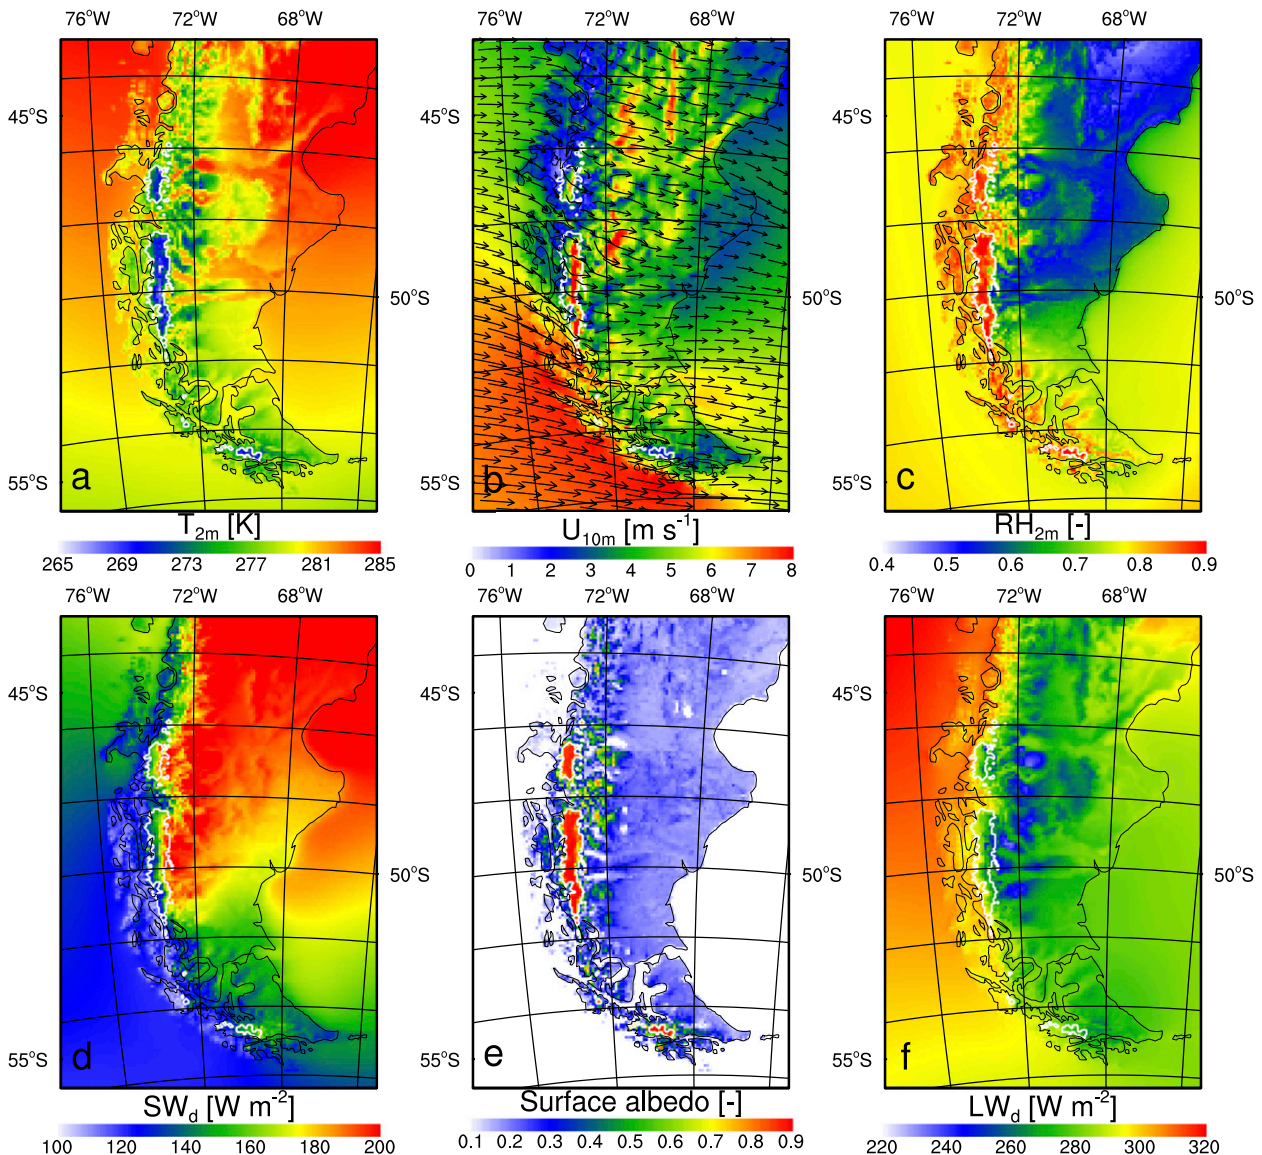 76°W 72°W 68°W 76°W 72°W 68°W 76°W 72°W 68°W
45°S 45°S 45°S
50°S 50°S 50°S
55°S 55°S 55°S
a b c
T2m [K] U10m [m s-1] RH2m [-]
265 269 273 277 281 285 0 1 2 3 4 5 6 7 8 0.4 0.5 0.6 0.7 0.8 0.9
76°W 72°W 68°W 76°W 72°W 68°W 76°W 72°W 68°W
45°S 45°S 45°S
50°S 50°S 50°S
55°S 55°S 55°S
d e f
SWd [W m-2] Surface albedo [-] LWd [W m-2]
100 120 140 160 180 200 0.1 0.2 0.3 0.4 0.5 0.6 0.7 0.8 0.9 220 240 260 280 300 320